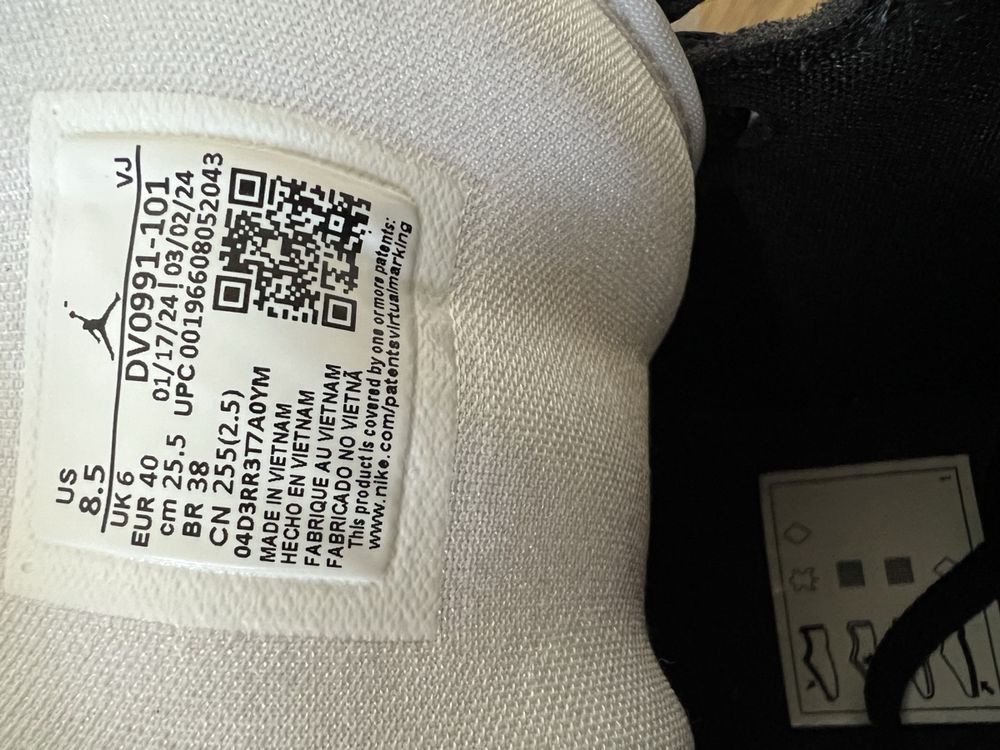 US
8.5
VJ
UK 6
DV0991-101
EUR 40
01/17/24 | 03/02/24
cm 25.5
UPC 00196608052043
BR 38
CN 255(2.5)
04D3RR3T7A0YM
MADE IN VIETNAM
HECHO EN VIETNAM
FABRIQUE AU VIETNAM
FABRICADO NO VIETNÃ
This product is covered by one or more patents:
www.nike.com/patentsvirtualmarking